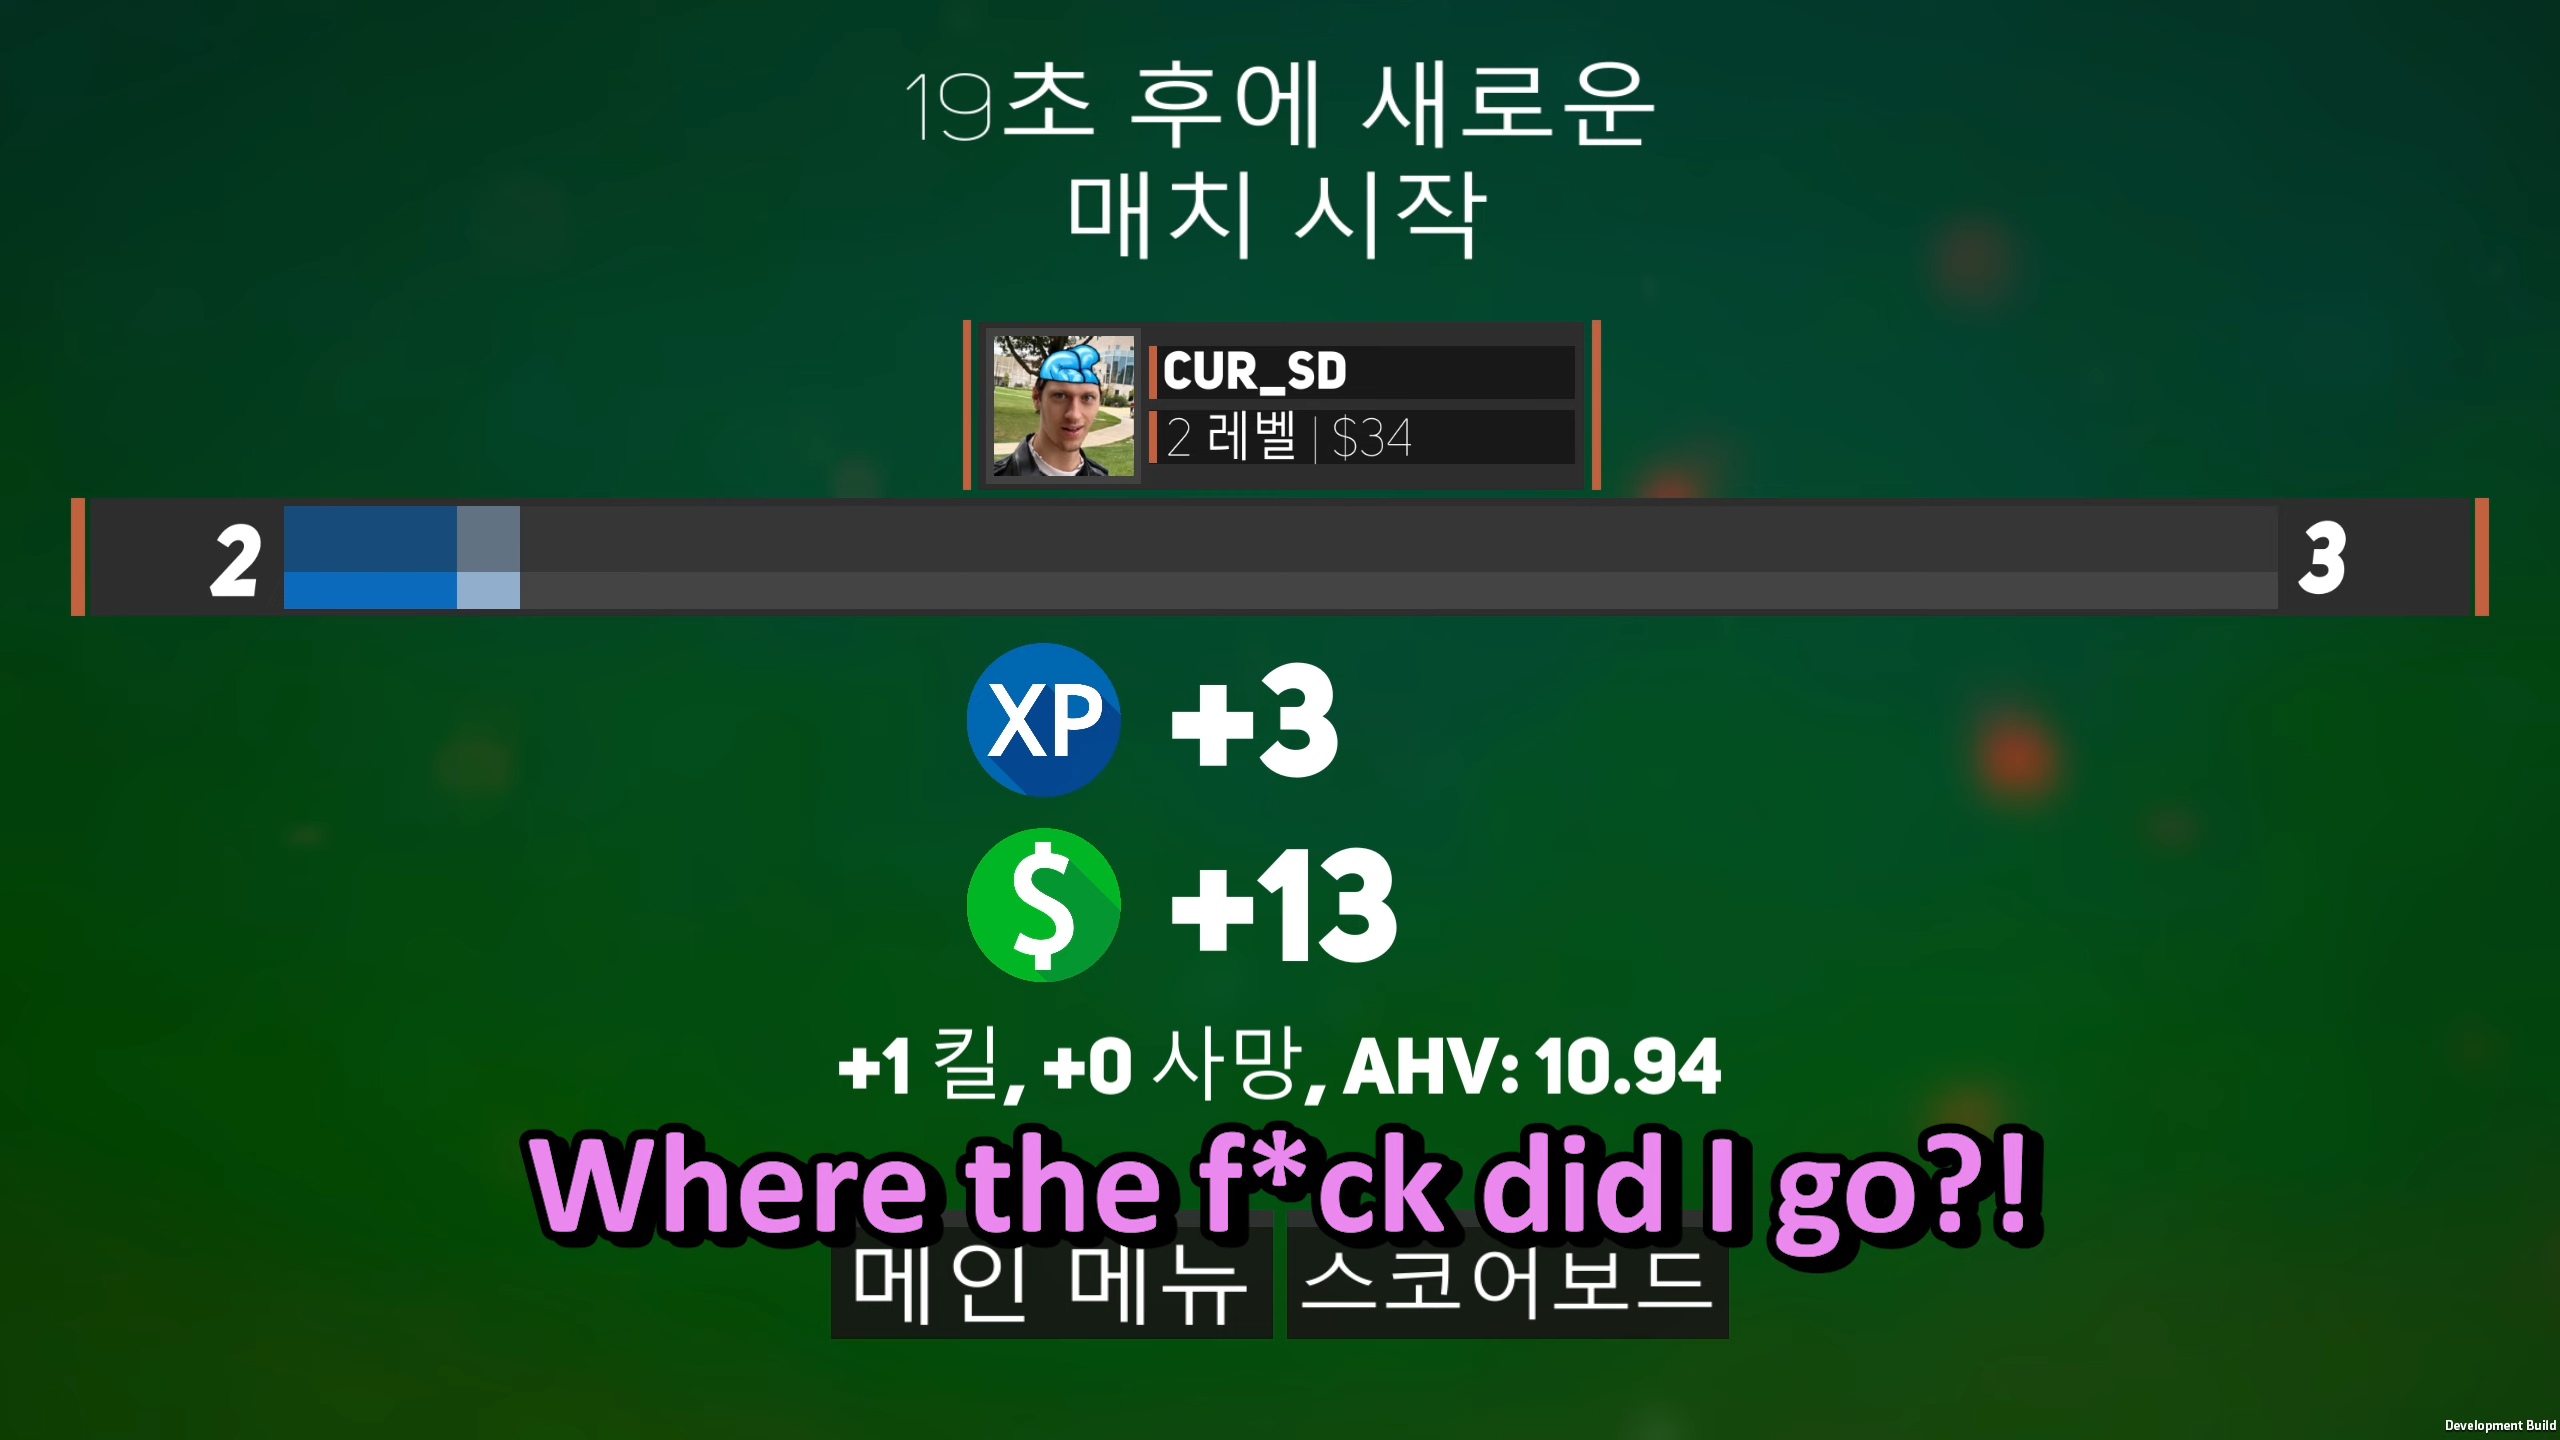 19초 후에 새로운
매치 시작
CUR_SD
2 레벨 | $34
2
3
XP +3
$ +13
+1 킬, +0 사망, AHV: 10.94
Where the f*ck did I go?!
메인 메뉴
스코어보드
Development Build